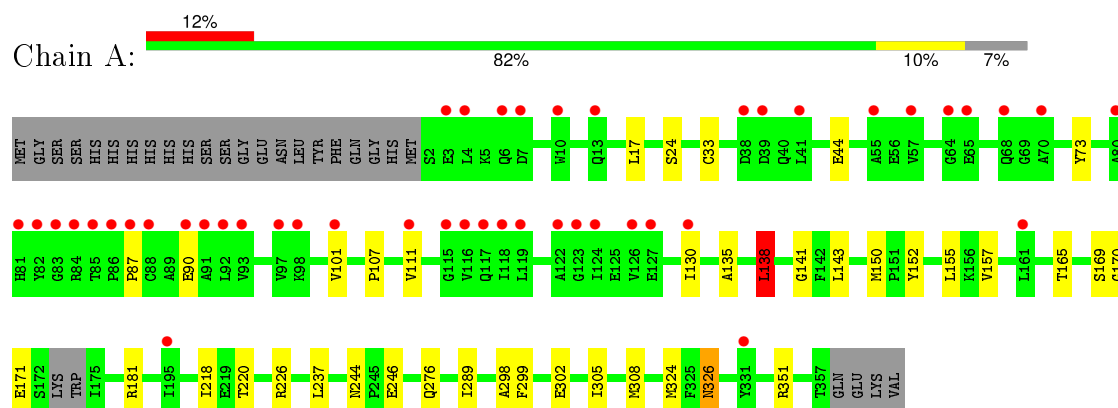 12%
Chain A:
82% 10% 7%
MET GLY SER SER HIS HIS HIS HIS HIS HIS SER SER GLY GLU ASN LEU TYR PHE GLN GLY HIS MET S2 E3 L4 K5 Q6 D7 W10 Q13 L17 S24 C33 D38 D39 Q40 L41 E44 A55 E56 V57 G64 E65 Q68 G69 A70 Y73 A80
H81 Y82 G83 R84 T85 P86 P87 C88 A89 E90 A91 L92 V93 V97 K98 V101 P107 V111 G115 V116 Q117 I118 L119 A122 G123 I124 E125 V126 E127 I130 A135 L138 G141 F142 L143 M150 P151 Y152 L155 K156 V157 L161 T165 S169 G170
E171 S172 LYS TRP I175 R181 I195 I218 E219 T220 R226 L237 N244 P245 E246 Q276 I289 A298 F299 E302 I305 M308 M324 F325 N326 Y331 R351 T357 GLN GLU LYS VAL